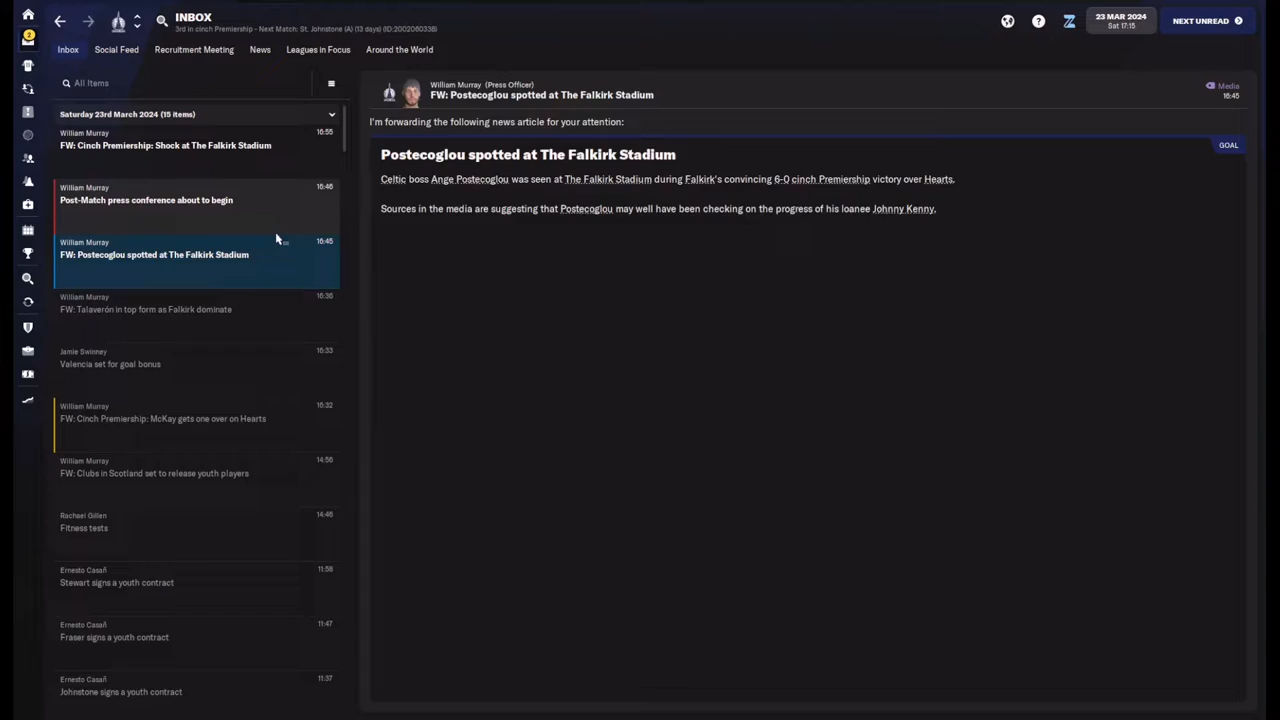 INBOX
3rd in cinch Premiership - Next Match: St. Johnstone (A) (13 days) (ID:2002060336)
23 MAR 2024
Sat 17:15
NEXT UNREAD
2
Inbox
Social Feed
Recruitment Meeting
News
Leagues in Focus
Around the World
All Items
Saturday 23rd March 2024 (15 items)
William Murray
16:55
FW: Cinch Premiership: Shock at The Falkirk Stadium
William Murray
16:46
Post-Match press conference about to begin
William Murray
16:45
FW: Postecoglou spotted at The Falkirk Stadium
William Murray
16:36
FW: Talaverón in top form as Falkirk dominate
Jamie Swinney
16:33
Valencia set for goal bonus
William Murray
16:32
FW: Cinch Premiership: McKay gets one over on Hearts
William Murray
14:56
FW: Clubs in Scotland set to release youth players
Rachael Gillen
14:46
Fitness tests
Ernesto Casañ
11:58
Stewart signs a youth contract
Ernesto Casañ
11:47
Fraser signs a youth contract
Ernesto Casañ
11:37
Johnstone signs a youth contract
William Murray (Press Officer)
FW: Postecoglou spotted at The Falkirk Stadium
Media
16:45
I'm forwarding the following news article for your attention:
GOAL
Postecoglou spotted at The Falkirk Stadium
Celtic boss Ange Postecoglou was seen at The Falkirk Stadium during Falkirk's convincing 6-0 cinch Premiership victory over Hearts.
Sources in the media are suggesting that Postecoglou may well have been checking on the progress of his loanee Johnny Kenny.